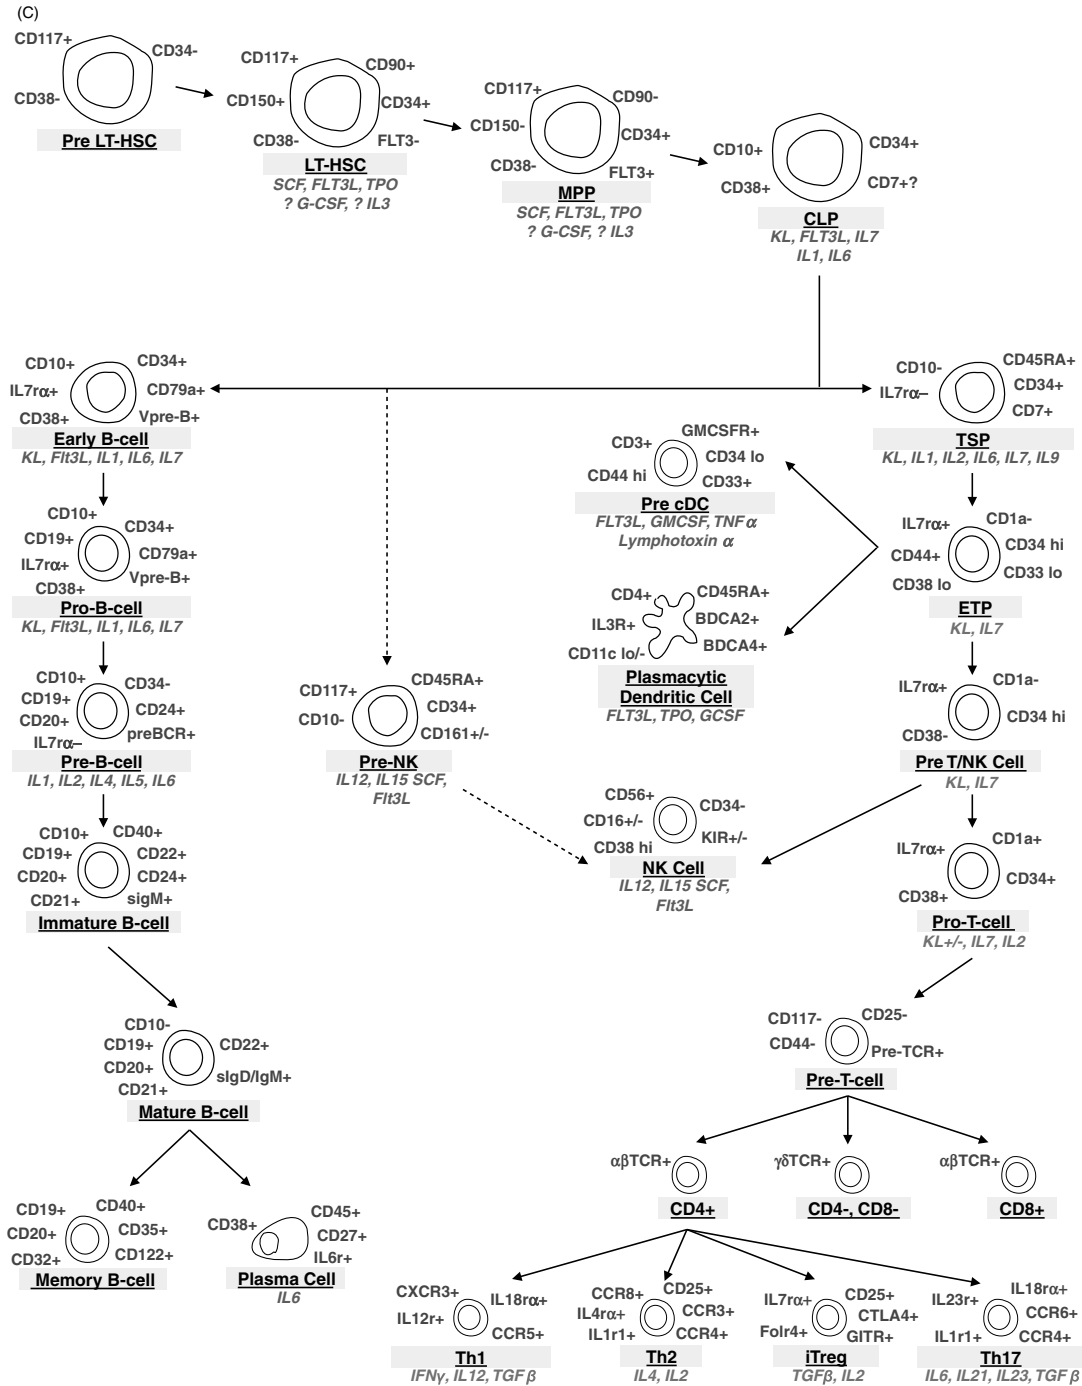 (C)
CD117+
CD34-
CD38-
Pre LT-HSC
CD117+
CD90+
CD150+
CD34+
CD38-
FLT3-
LT-HSC
SCF, FLT3L, TPO
? G-CSF, ? IL3
CD117+
CD90-
CD150-
CD34+
CD38-
FLT3+
MPP
SCF, FLT3L, TPO
? G-CSF, ? IL3
CD10+
CD34+
CD38+
CD7+?
CLP
KL, FLT3L, IL7
IL1, IL6
CD10+
CD34+
IL7rα+
CD79a+
CD38+
Vpre-B+
Early B-cell
KL, Flt3L, IL1, IL6, IL7
CD10-
CD45RA+
IL7rα–
CD34+
CD7+
TSP
KL, IL1, IL2, IL6, IL7, IL9
CD3+
GMCSFR+
CD34 lo
CD44 hi
CD33+
Pre cDC
FLT3L, GMCSF, TNF α
Lymphotoxin α
CD10+
CD34+
CD19+
CD79a+
IL7rα+
Vpre-B+
CD38+
Pro-B-cell
KL, Flt3L, IL1, IL6, IL7
IL7rα+
CD1a-
CD44+
CD34 hi
CD38 lo
CD33 lo
ETP
KL, IL7
CD4+
CD45RA+
IL3R+
BDCA2+
CD11c lo/-
BDCA4+
Plasmacytic
Dendritic Cell
FLT3L, TPO, GCSF
CD10+
CD34-
CD19+
CD24+
CD20+
preBCR+
IL7rα–
Pre-B-cell
IL1, IL2, IL4, IL5, IL6
CD117+
CD45RA+
CD10-
CD34+
CD161+/-
Pre-NK
IL12, IL15 SCF,
Flt3L
IL7rα+
CD1a-
CD34 hi
CD38-
Pre T/NK Cell
KL, IL7
CD56+
CD34-
CD16+/-
KIR+/-
CD38 hi
NK Cell
IL12, IL15 SCF,
Flt3L
CD10+
CD40+
CD19+
CD22+
CD20+
CD24+
CD21+
sigM+
Immature B-cell
IL7rα+
CD1a+
CD34+
CD38+
Pro-T-cell
KL+/-, IL7, IL2
CD10-
CD19+
CD22+
CD20+
sIgD/IgM+
CD21+
Mature B-cell
CD117-
CD25-
CD44-
Pre-TCR+
Pre-T-cell
αβTCR+
CD4+
γδTCR+
CD4-, CD8-
αβTCR+
CD8+
CD19+
CD40+
CD20+
CD35+
CD32+
CD122+
Memory B-cell
CD38+
CD45+
CD27+
IL6r+
Plasma Cell
IL6
CXCR3+
IL18rα+
IL12r+
CCR5+
Th1
IFNγ, IL12, TGF β
CCR8+
CD25+
IL4rα+
CCR3+
IL1r1+
CCR4+
Th2
IL4, IL2
IL7rα+
CD25+
CTLA4+
Folr4+
GITR+
iTreg
TGFβ, IL2
IL23r+
IL18rα+
CCR6+
IL1r1+
CCR4+
Th17
IL6, IL21, IL23, TGF β